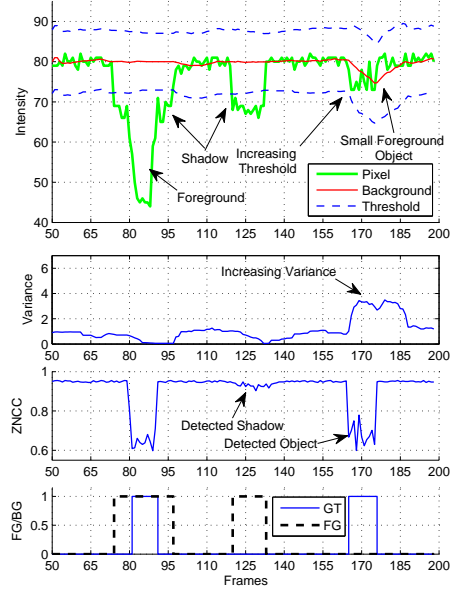 90
80
70
60
50
40
Intensity
Shadow
Foreground
Increasing
Threshold
Small Foreground
Object
Pixel
Background
Threshold
50 65 80 95 110 125 140 155 170 185 200
6
4
2
0
Variance
Increasing Variance
50 65 80 95 110 125 140 155 170 188 200
1
0.8
0.6
ZNCC
Detected Shadow
Detected Object
50 65 80 95 110 125 140 155 170 185 200
1
0.5
0
FG/BG
GT
FG
50 65 80 95 110 125 140 155 170 185 200
Frames